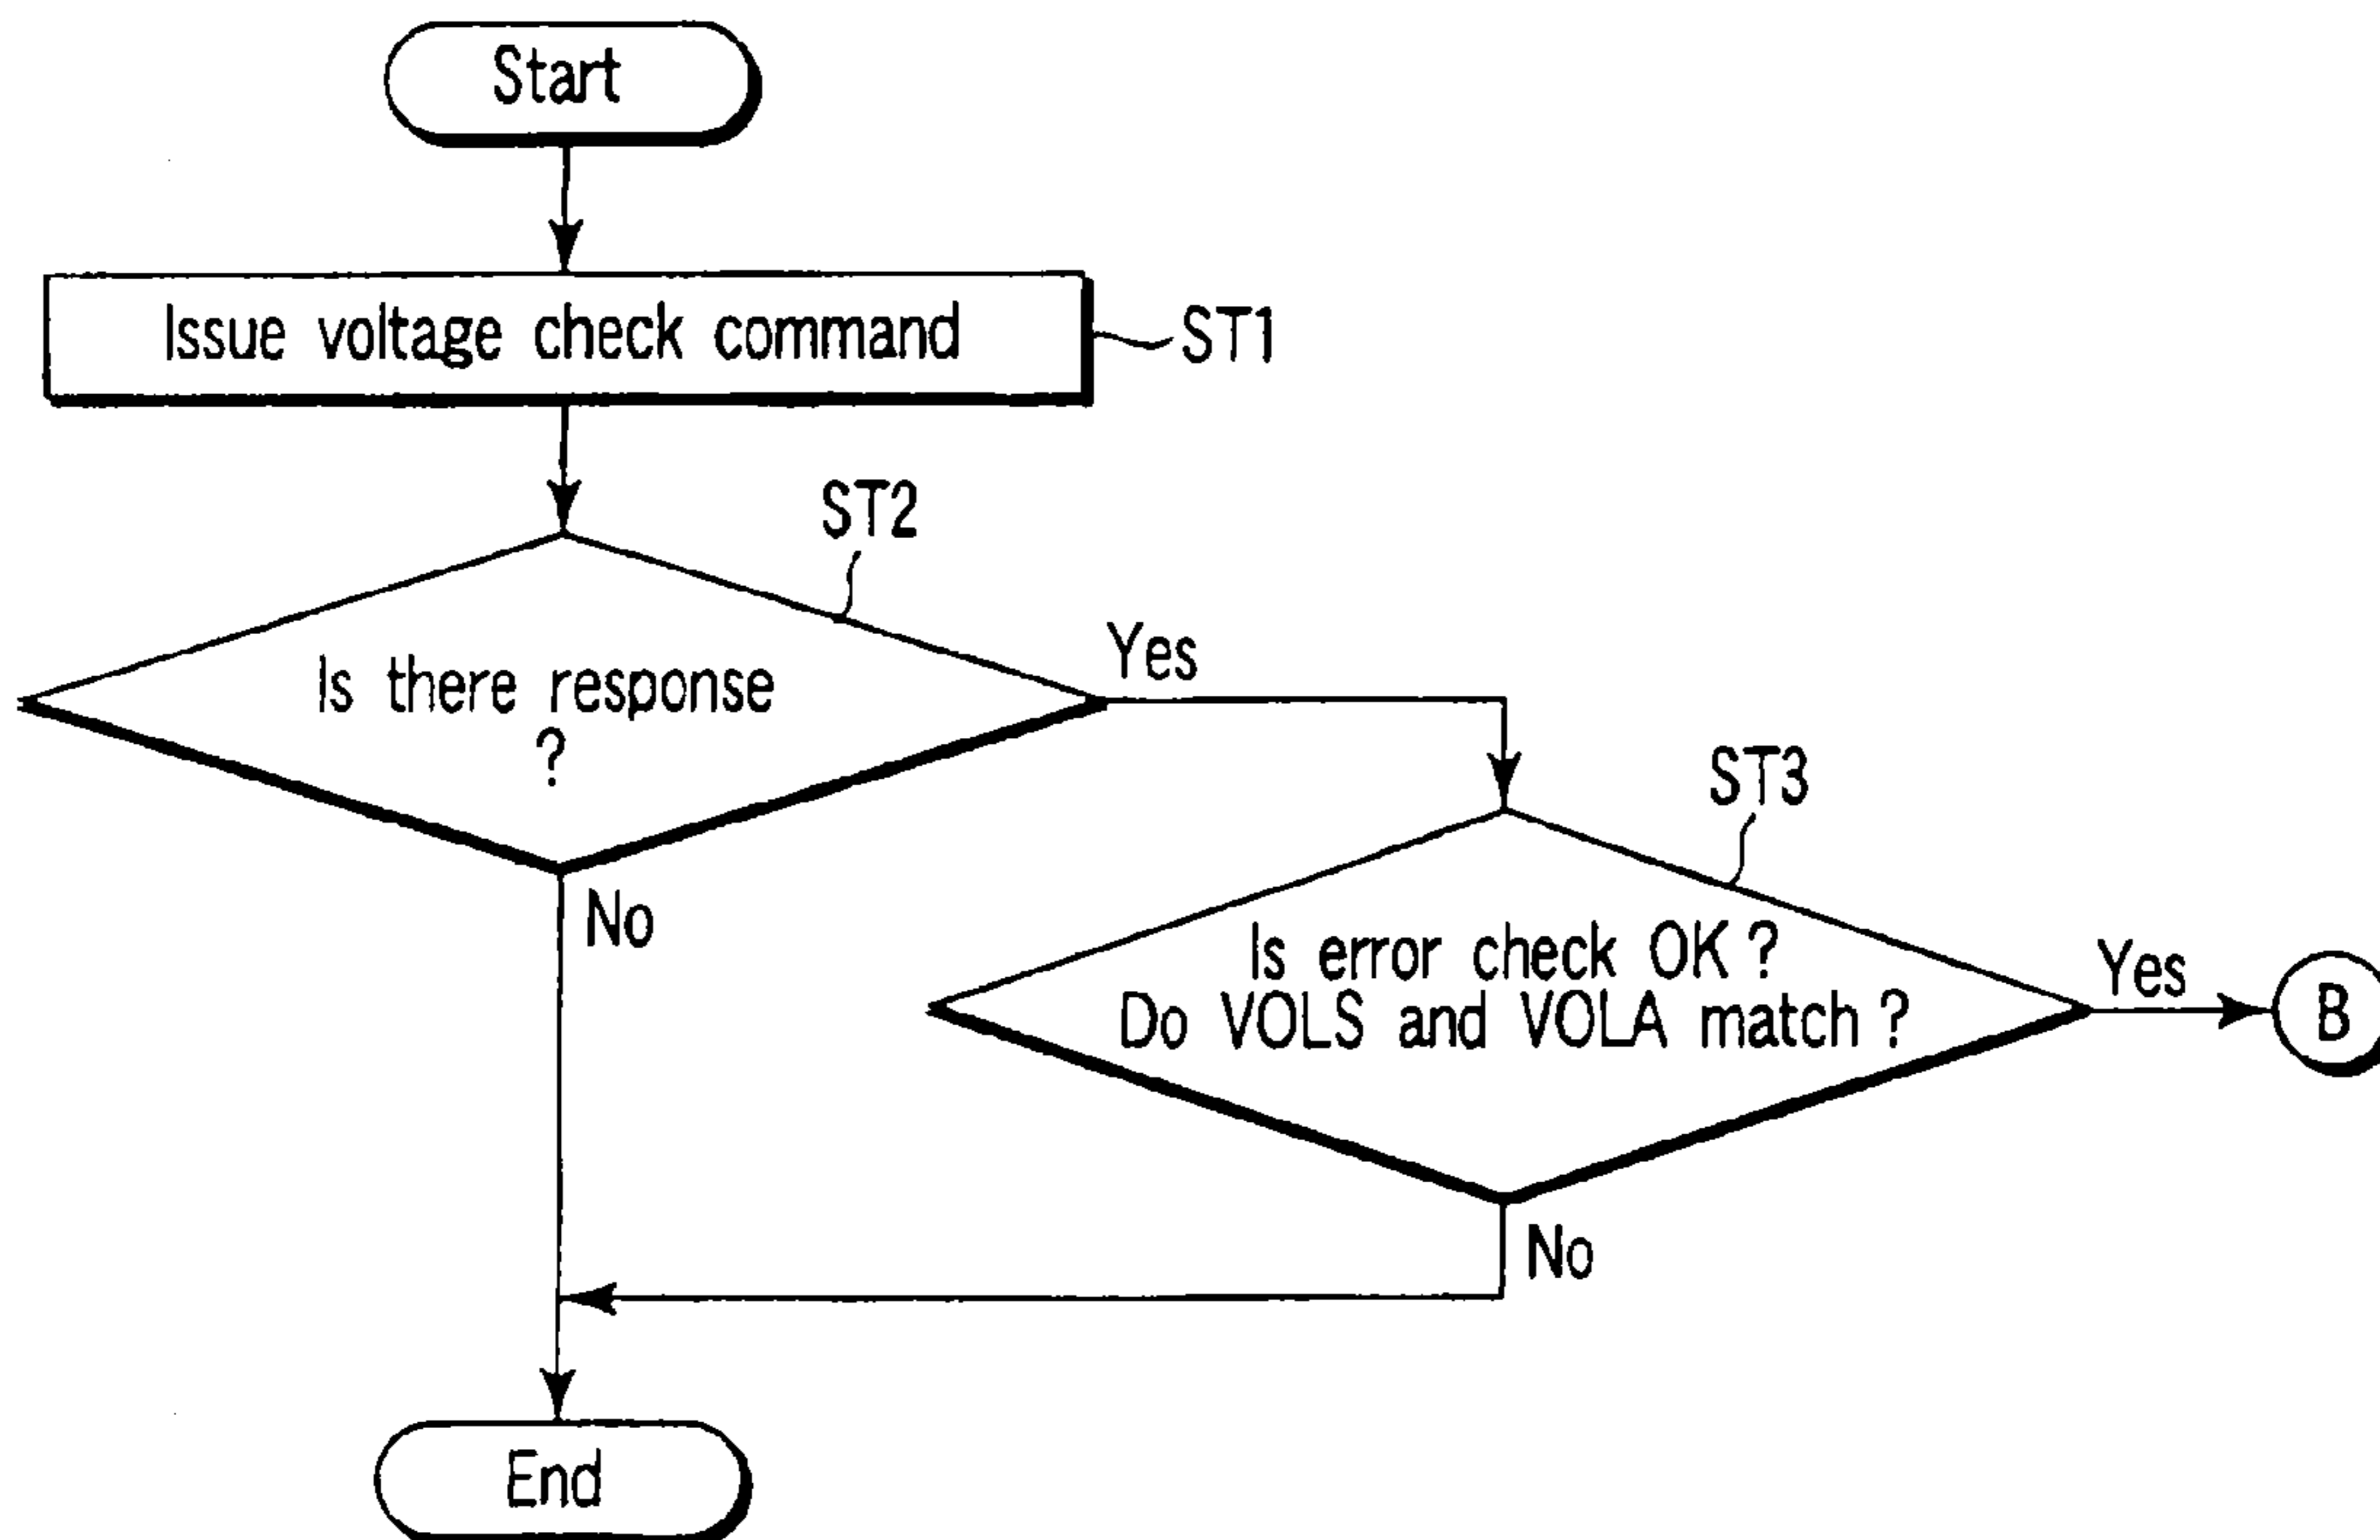 Start
Issue voltage check command
ST1
ST2
Is there response
?
Yes
No
ST3
Is error check OK ?
Do VOLS and VOLA match ?
Yes
B
No
End